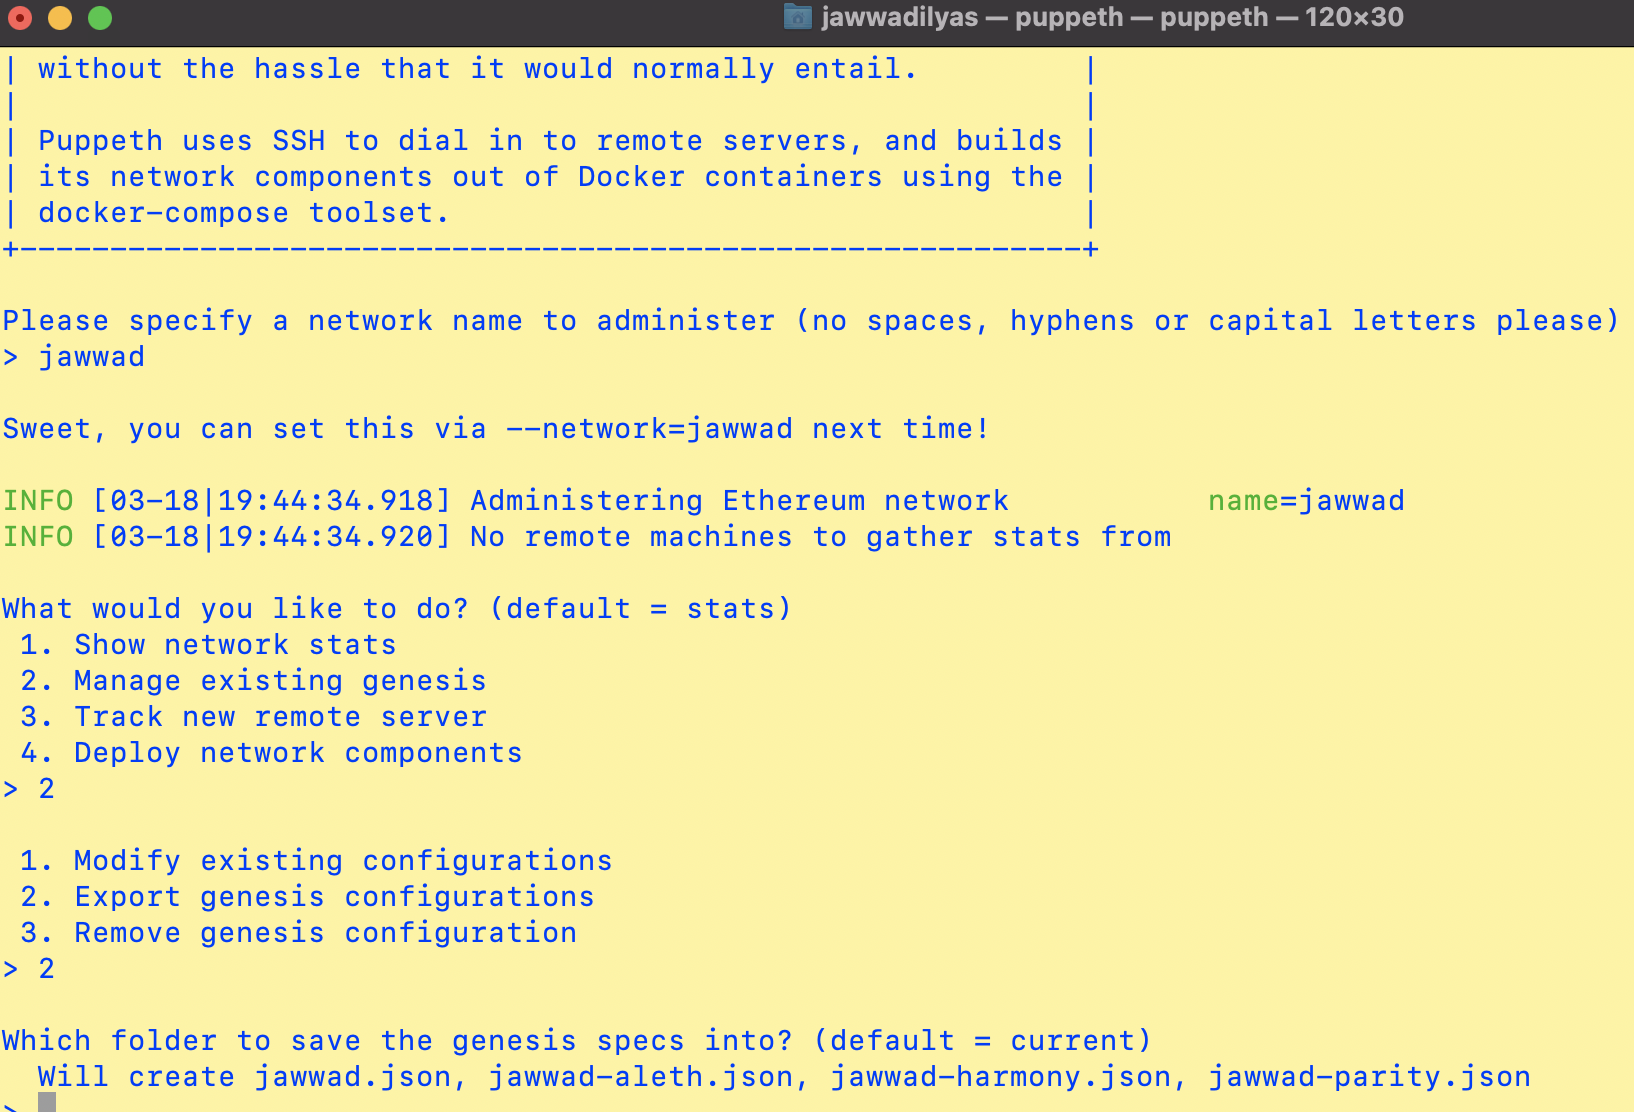 jawwadilyas — puppeth — puppeth — 120×30
| without the hassle that it would normally entail. |
| |
| Puppeth uses SSH to dial in to remote servers, and builds |
| its network components out of Docker containers using the |
| docker-compose toolset. |
+-----------------------------------------------------------+
Please specify a network name to administer (no spaces, hyphens or capital letters please)
> jawwad
Sweet, you can set this via --network=jawwad next time!
INFO [03-18|19:44:34.918] Administering Ethereum network name=jawwad
INFO [03-18|19:44:34.920] No remote machines to gather stats from
What would you like to do? (default = stats)
1. Show network stats
2. Manage existing genesis
3. Track new remote server
4. Deploy network components
> 2
1. Modify existing configurations
2. Export genesis configurations
3. Remove genesis configuration
> 2
Which folder to save the genesis specs into? (default = current)
Will create jawwad.json, jawwad-aleth.json, jawwad-harmony.json, jawwad-parity.json
>